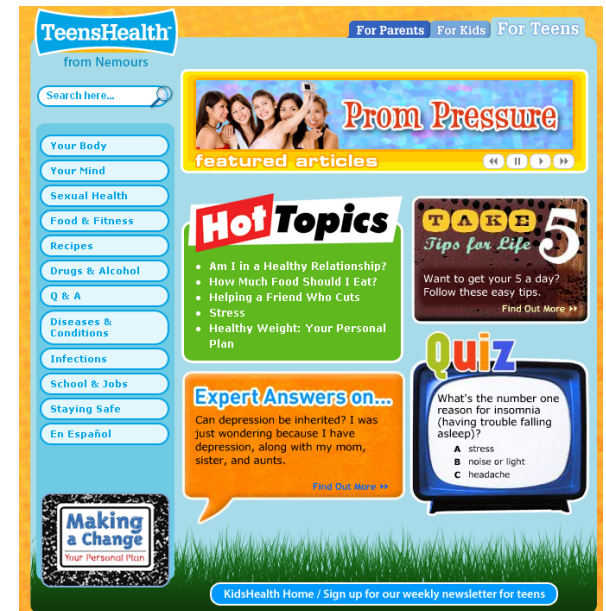 TeensHealth
from Nemours
For Parents
For Kids
For Teens
Search here...
Prom Pressure
featured articles
Your Body
Your Mind
Sexual Health
Food & Fitness
Recipes
Drugs & Alcohol
Q & A
Diseases &
Conditions
Infections
School & Jobs
Staying Safe
En Español
Hot Topics
Am I in a Healthy Relationship?
How Much Food Should I Eat?
Helping a Friend Who Cuts
Stress
Healthy Weight: Your Personal
Plan
TAKE 5
Tips for Life
Want to get your 5 a day?
Follow these easy tips.
Find Out More
Expert Answers on...
Can depression be inherited? I was
just wondering because I have
depression, along with my mom,
sister, and aunts.
Find Out More
Quiz
What's the number one
reason for insomnia
(having trouble falling
asleep)?
A stress
B noise or light
C headache
Making
a Change
Your Personal Plan
KidsHealth Home / Sign up for our weekly newsletter for teens